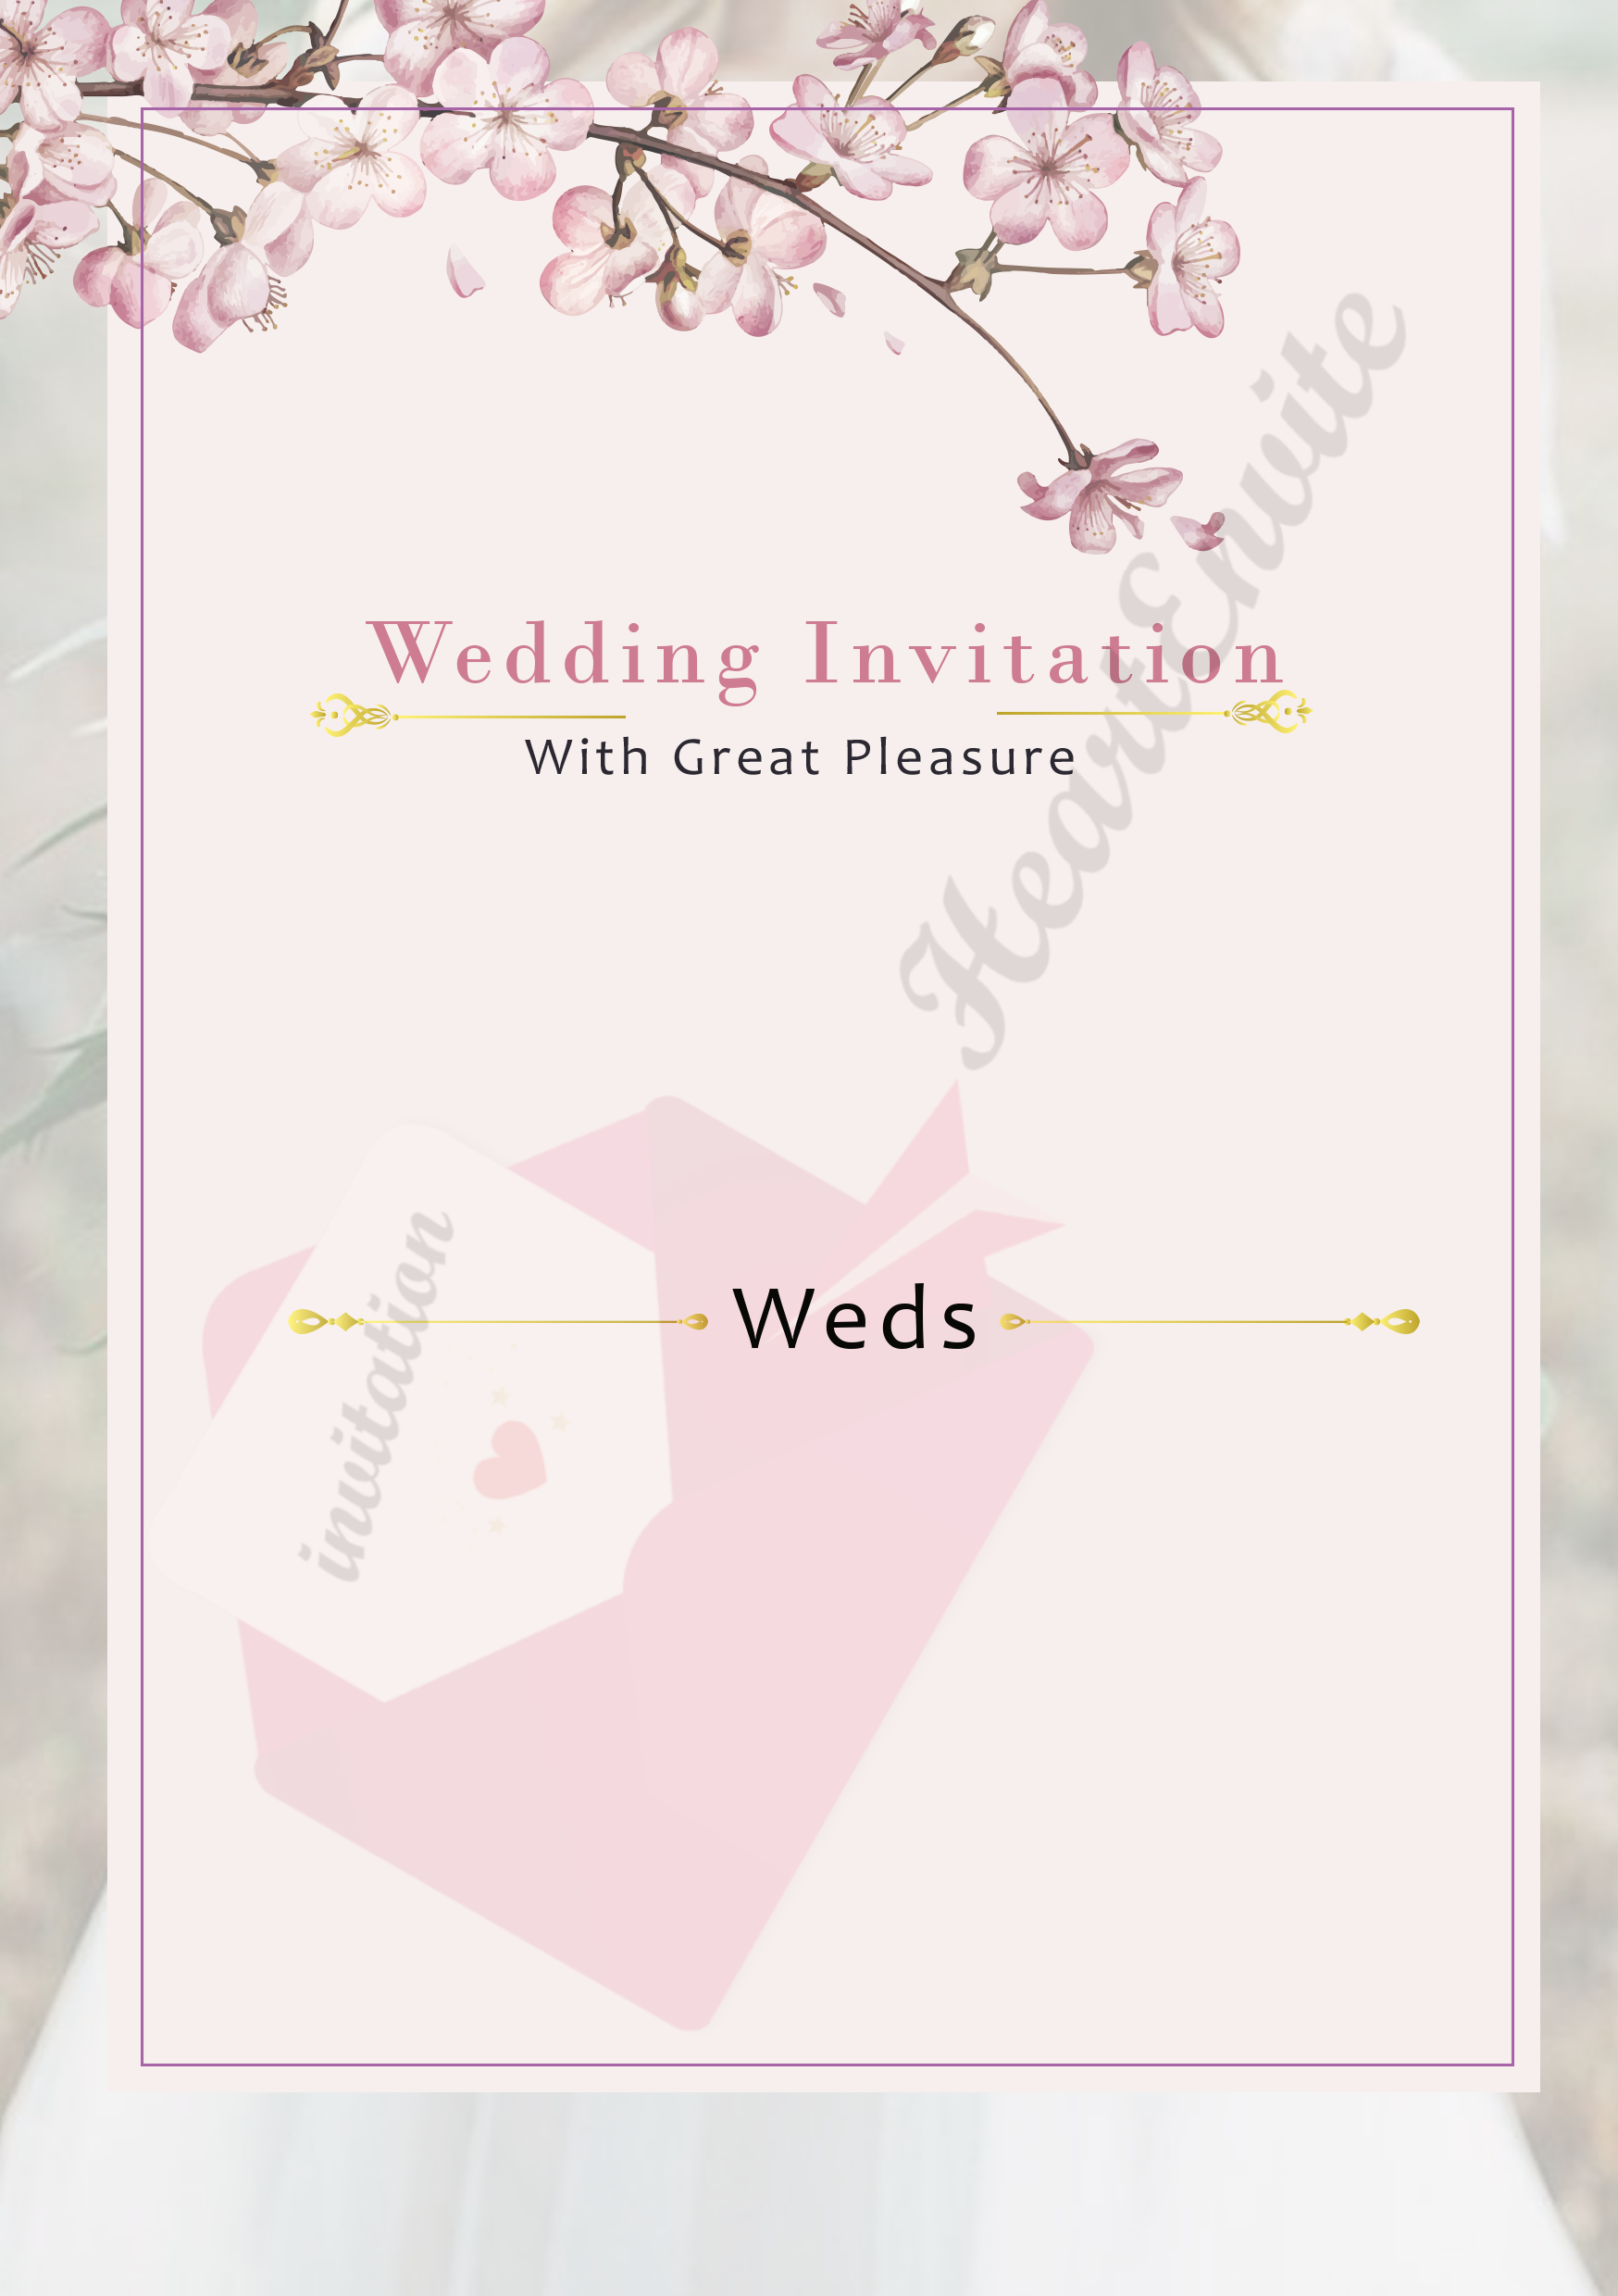 Wedding Invitation
With Great Pleasure
HeartEnvite
Weds
invitation